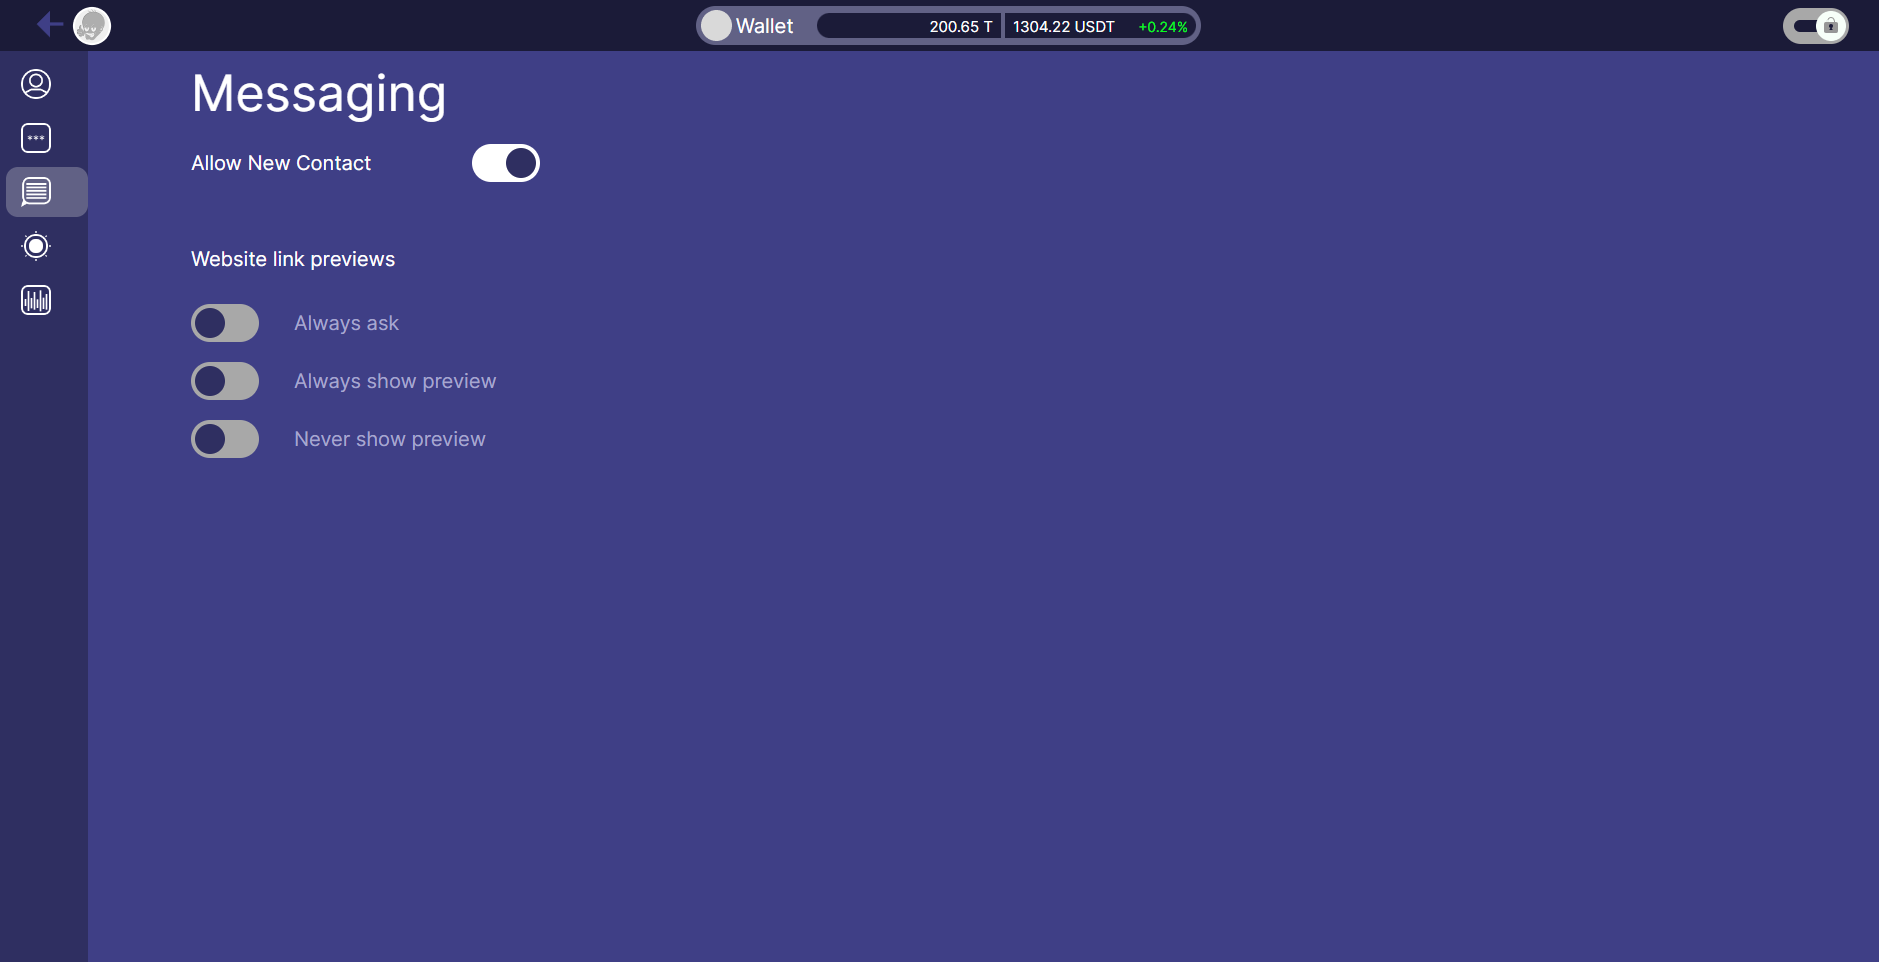 Wallet 200.65 T 1304.22 USDT +0.24%
Messaging
***
Allow New Contact
Website link previews
Always ask
Always show preview
Never show preview